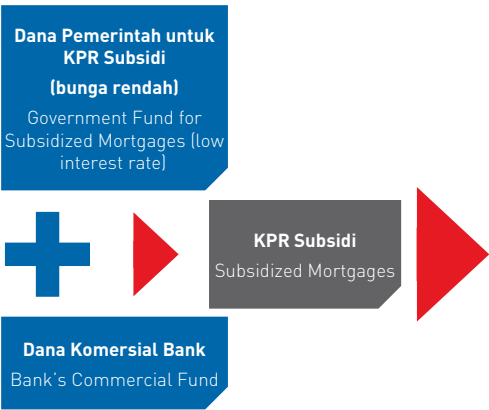 Dana Pemerintah untuk
KPR Subsidi
(bunga rendah)
Government Fund for
Subsidized Mortgages (low
interest rate)
KPR Subsidi
Subsidized Mortgages
Dana Komersial Bank
Bank's Commercial Fund